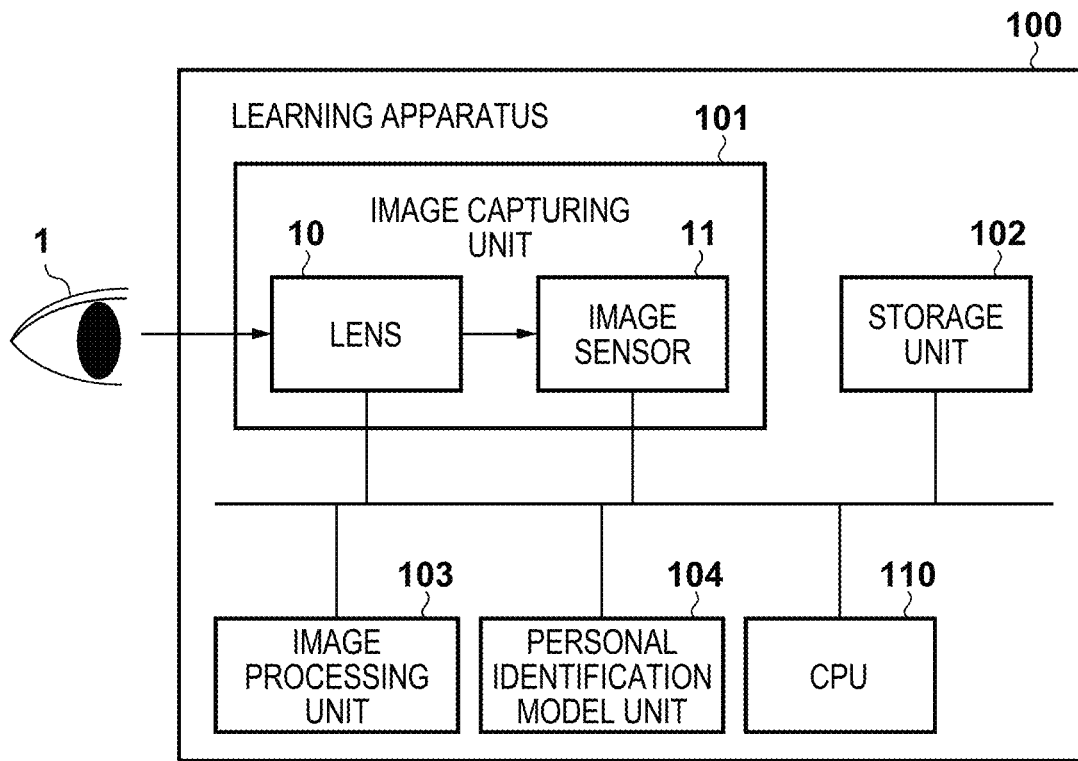 100
LEARNING APPARATUS
101
IMAGE CAPTURING
UNIT
1
10
11
102
LENS
IMAGE
SENSOR
STORAGE
UNIT
103
104
110
IMAGE
PROCESSING
UNIT
PERSONAL
IDENTIFICATION
MODEL UNIT
CPU